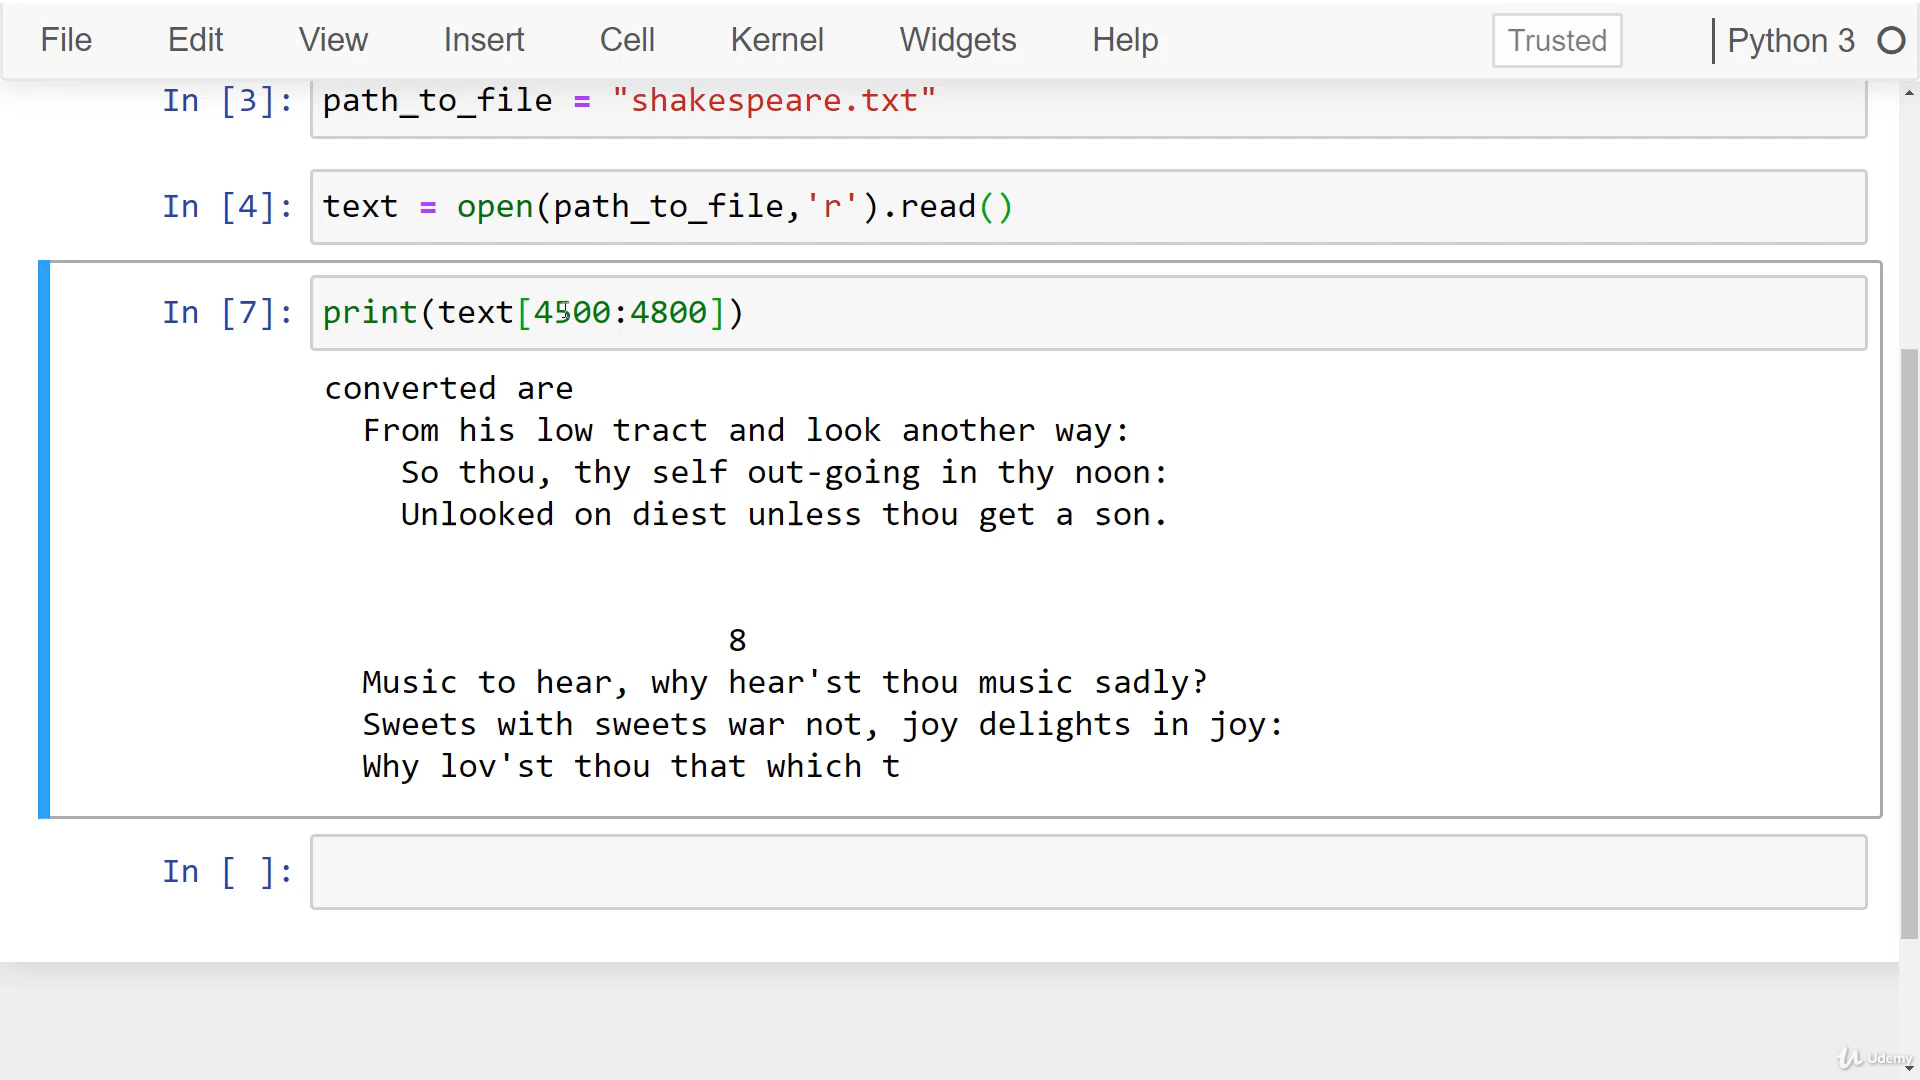 File Edit View Insert Cell Kernel Widgets Help Trusted Python 3
In [3]: path_to_file = "shakespeare.txt"
In [4]: text = open(path_to_file,'r').read()
In [7]: print(text[4500:4800])
converted are
From his low tract and look another way:
So thou, thy self out-going in thy noon:
Unlooked on diest unless thou get a son.
8
Music to hear, why hear'st thou music sadly?
Sweets with sweets war not, joy delights in joy:
Why lov'st thou that which t
In [ ]:
Udemy